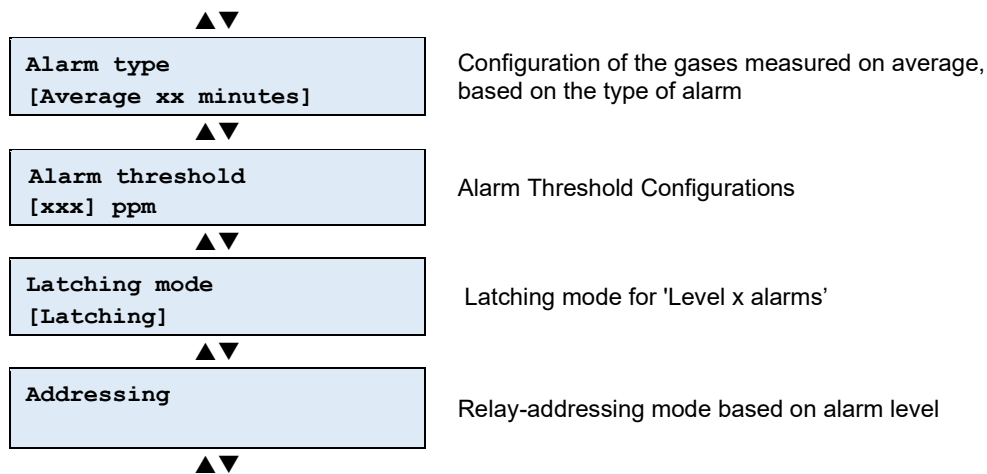 ▲▼
Alarm type
[Average xx minutes]
Configuration of the gases measured on average,
based on the type of alarm
▲▼
Alarm threshold
[xxx] ppm
Alarm Threshold Configurations
▲▼
Latching mode
[Latching]
Latching mode for 'Level x alarms’
▲▼
Addressing
Relay-addressing mode based on alarm level
▲▼